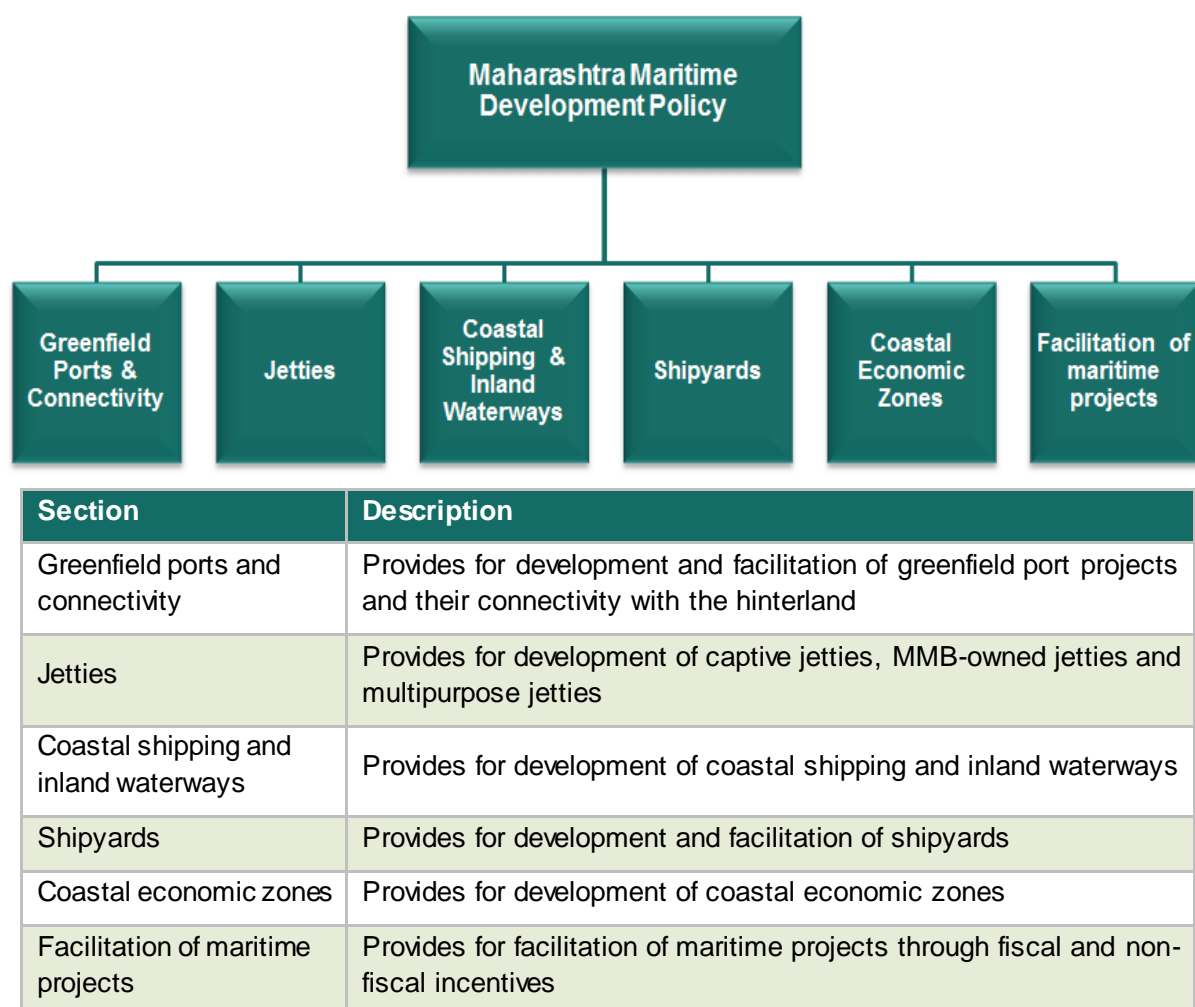 Maharashtra Maritime
Development Policy
Greenfield
Ports &
Connectivity
Jetties
Coastal
Shipping &
Inland
Waterways
Shipyards
Coastal
Economic
Zones
Facilitation of
maritime
projects
Section Description
Greenfield ports and
connectivity
Provides for development and facilitation of greenfield port projects
and their connectivity with the hinterland
Jetties
Provides for development of captive jetties, MMB-owned jetties and
multipurpose jetties
Coastal shipping and
inland waterways
Provides for development of coastal shipping and inland waterways
Shipyards Provides for development and facilitation of shipyards
Coastal economic zones Provides for development of coastal economic zones
Facilitation of maritime
projects
Provides for facilitation of maritime projects through fiscal and non-
fiscal incentives